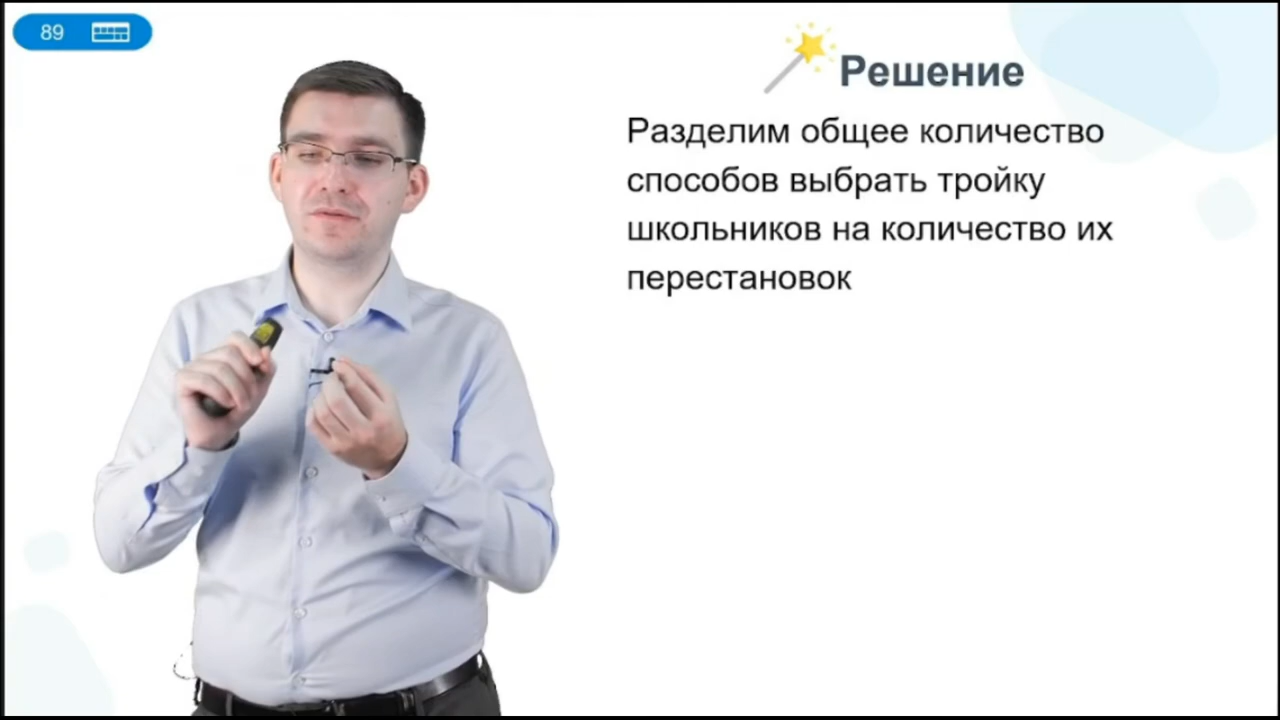 89
Решение
Разделим общее количество
способов выбрать тройку
школьников на количество их
перестановок